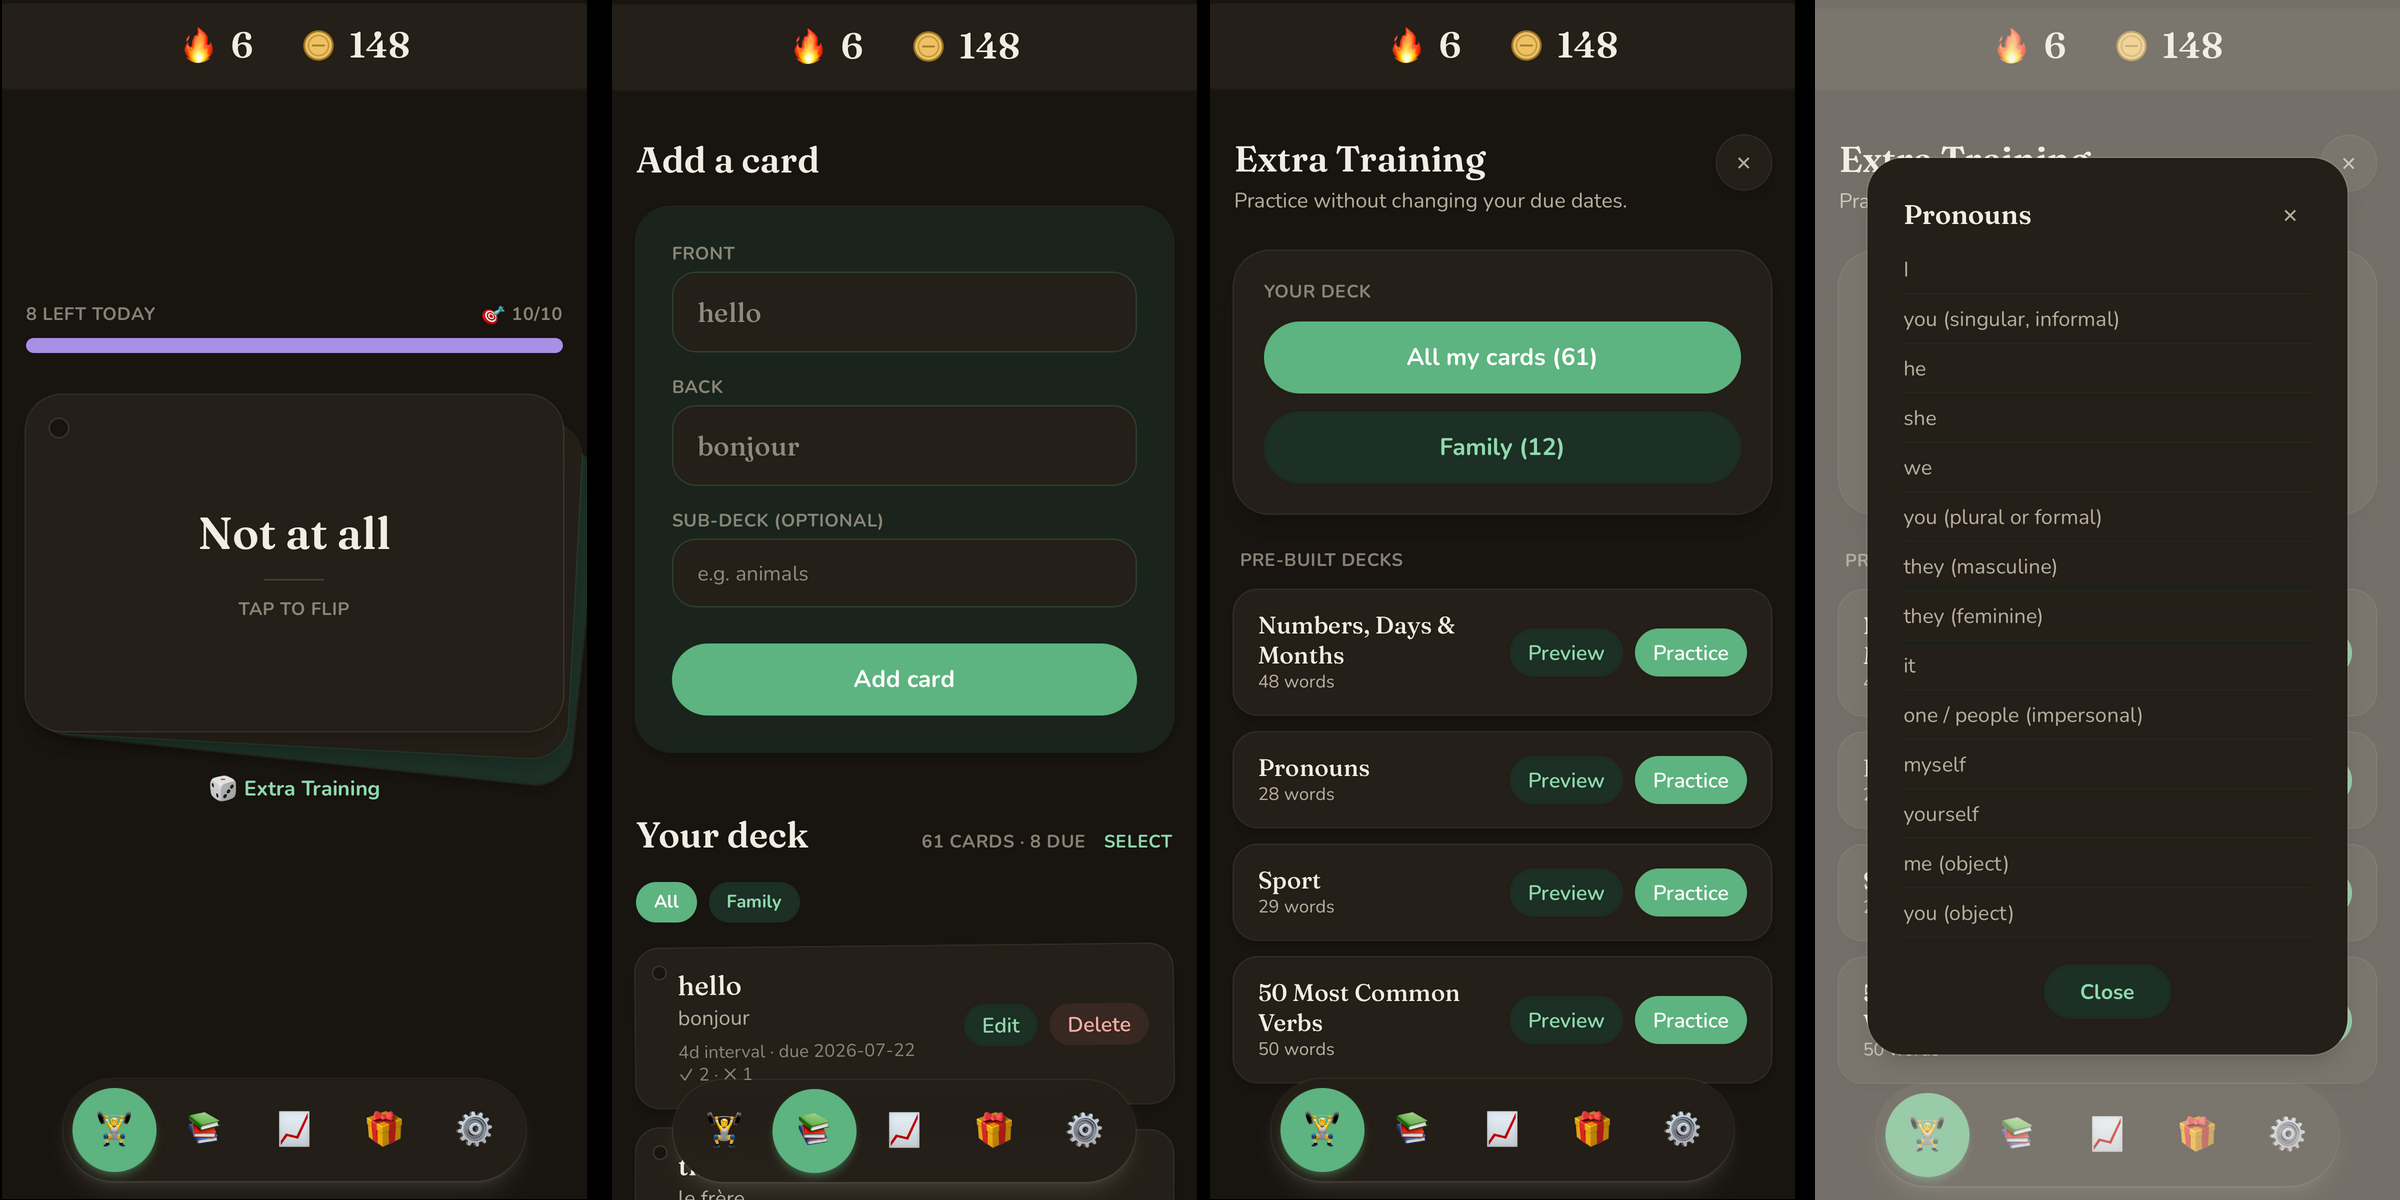 6 148
8 LEFT TODAY 10/10
Not at all
TAP TO FLIP
Extra Training
6 148
Add a card
FRONT
hello
BACK
bonjour
SUB-DECK (OPTIONAL)
e.g. animals
Add card
Your deck 61 CARDS · 8 DUE SELECT
All Family
hello
bonjour
4d interval · due 2026-07-22
✓ 2 · ✕ 1
Edit Delete
le frère
6 148
Extra Training
Practice without changing your due dates.
YOUR DECK
All my cards (61)
Family (12)
PRE-BUILT DECKS
Numbers, Days &
Months
48 words
Preview Practice
Pronouns
28 words
Preview Practice
Sport
29 words
Preview Practice
50 Most Common
Verbs
50 words
Preview Practice
6 148
Extra Training
Pronouns
I
you (singular, informal)
he
she
we
you (plural or formal)
they (masculine)
they (feminine)
it
one / people (impersonal)
myself
yourself
me (object)
you (object)
Close
50 words